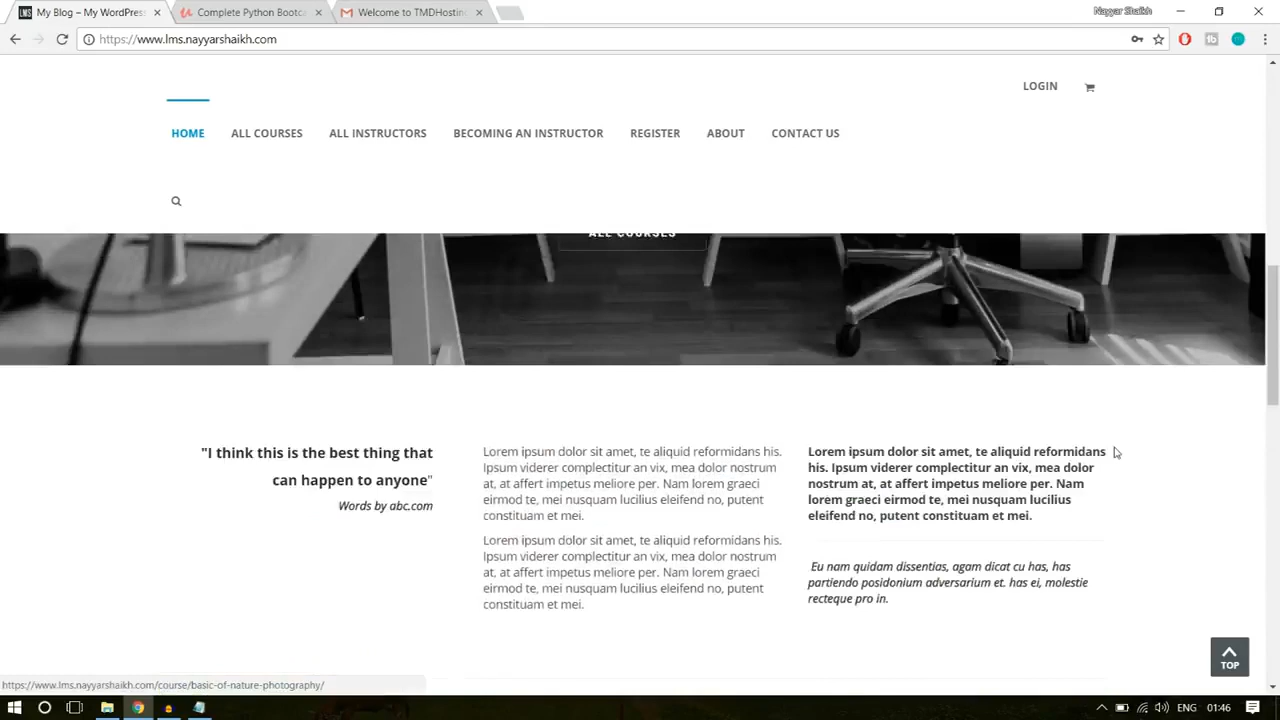 LMS My Blog – My WordPress
Complete Python Bootca
Welcome to TMDHosting
Nayyar Shaikh
https://www.lms.nayyarshaikh.com
LOGIN
HOME ALL COURSES ALL INSTRUCTORS BECOMING AN INSTRUCTOR REGISTER ABOUT CONTACT US
ALL COURSES
"I think this is the best thing that
can happen to anyone"
Words by abc.com
Lorem ipsum dolor sit amet, te aliquid reformidans his.
Ipsum viderer complectitur an vix, mea dolor nostrum
at, at affert impetus meliore per. Nam lorem graeci
eirmod te, mei nusquam lucilius eleifend no, putent
constituam et mei.
Lorem ipsum dolor sit amet, te aliquid reformidans his.
Ipsum viderer complectitur an vix, mea dolor nostrum
at, at affert impetus meliore per. Nam lorem graeci
eirmod te, mei nusquam lucilius eleifend no, putent
constituam et mei.
Lorem ipsum dolor sit amet, te aliquid reformidans
his. Ipsum viderer complectitur an vix, mea dolor
nostrum at, at affert impetus meliore per. Nam
lorem graeci eirmod te, mei nusquam lucilius
eleifend no, putent constituam et mei.
Eu nam quidam dissentias, agam dicat cu has, has
partiendo posidonium adversarium et. has ei, molestie
recteque pro in.
TOP
https://www.lms.nayyarshaikh.com/course/basic-of-nature-photography/
ENG 01:46